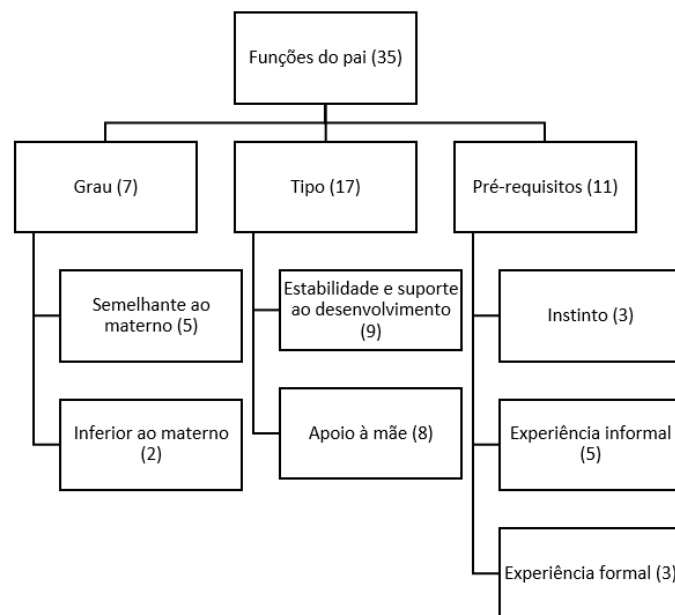 Funções do pai (35)
Grau (7)
Tipo (17)
Pré-requisitos (11)
Semelhante ao
materno (5)
Estabilidade e suporte
ao desenvolvimento
(9)
Instinto (3)
Inferior ao materno
(2)
Apoio à mãe (8)
Experiência informal
(5)
Experiência formal (3)